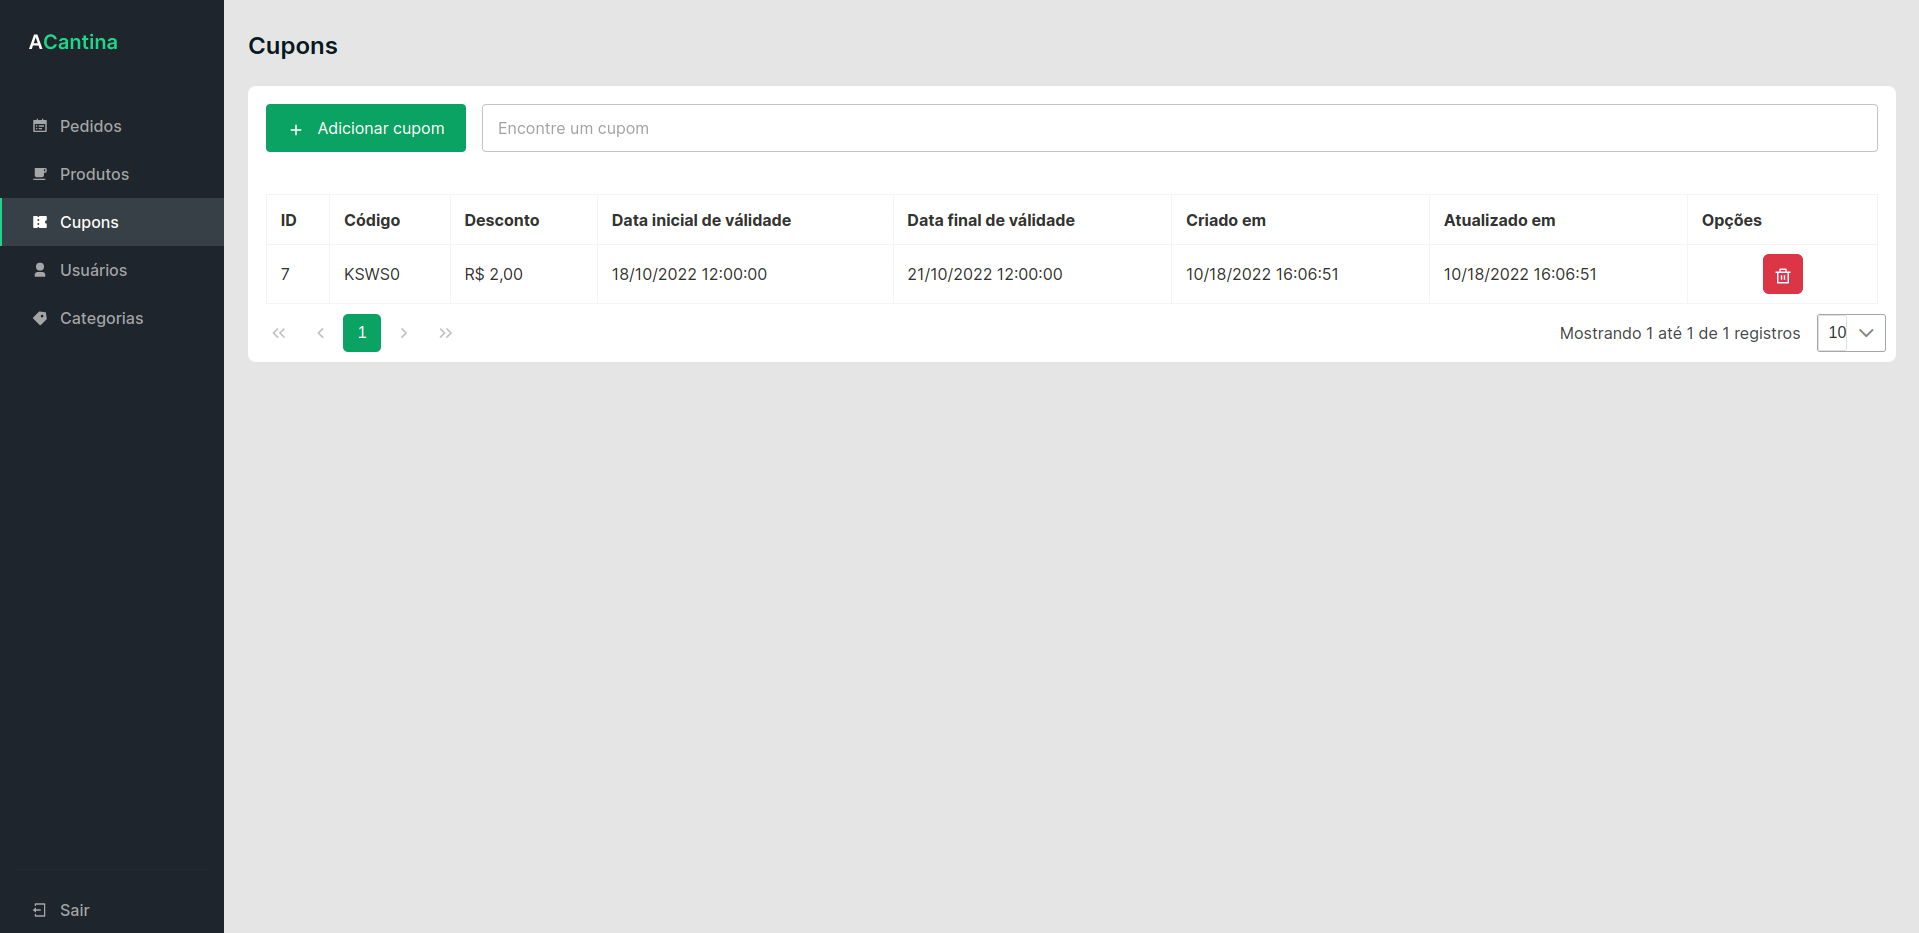 ACantina
Pedidos
Produtos
Cupons
Usuários
Categorias
Sair
Cupons
+ Adicionar cupom
Encontre um cupom
ID Código Desconto Data inicial de válidade Data final de válidade Criado em Atualizado em Opções
7 KSWS0 R$ 2,00 18/10/2022 12:00:00 21/10/2022 12:00:00 10/18/2022 16:06:51 10/18/2022 16:06:51
1
Mostrando 1 até 1 de 1 registros 10